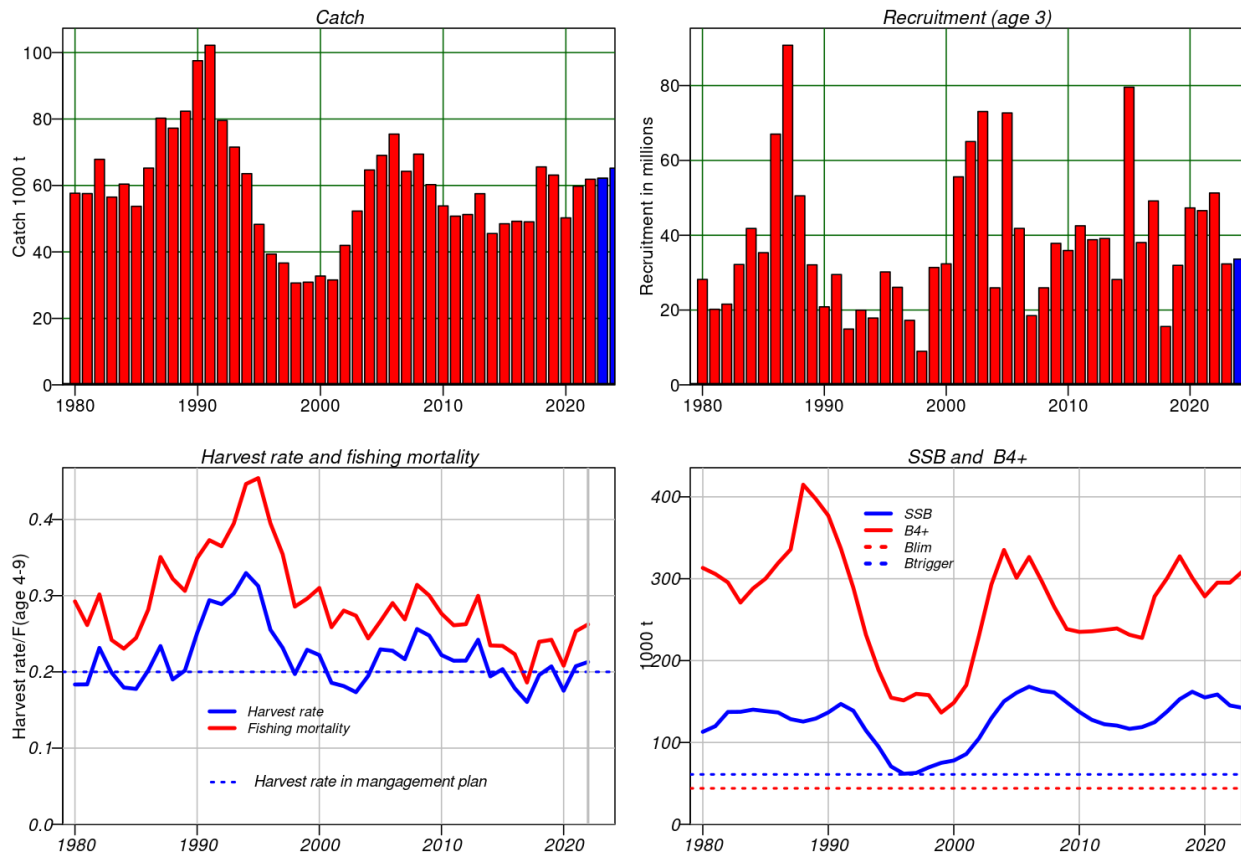 Catch
Catch 1000 t
100
80
60
40
20
0
1980 1990 2000 2010 2020
Recruitment (age 3)
Recruitment in millions
80
60
40
20
0
1980 1990 2000 2010 2020
Harvest rate and fishing mortality
Harvest rate/F(age 4-9)
0.4
0.3
0.2
0.1
0.0
Harvest rate
Fishing mortality
Harvest rate in mangagement plan
1980 1990 2000 2010 2020
SSB and B4+
1000 t
400
300
200
100
0
SSB
B4+
Blim
Btrigger
1980 1990 2000 2010 2020